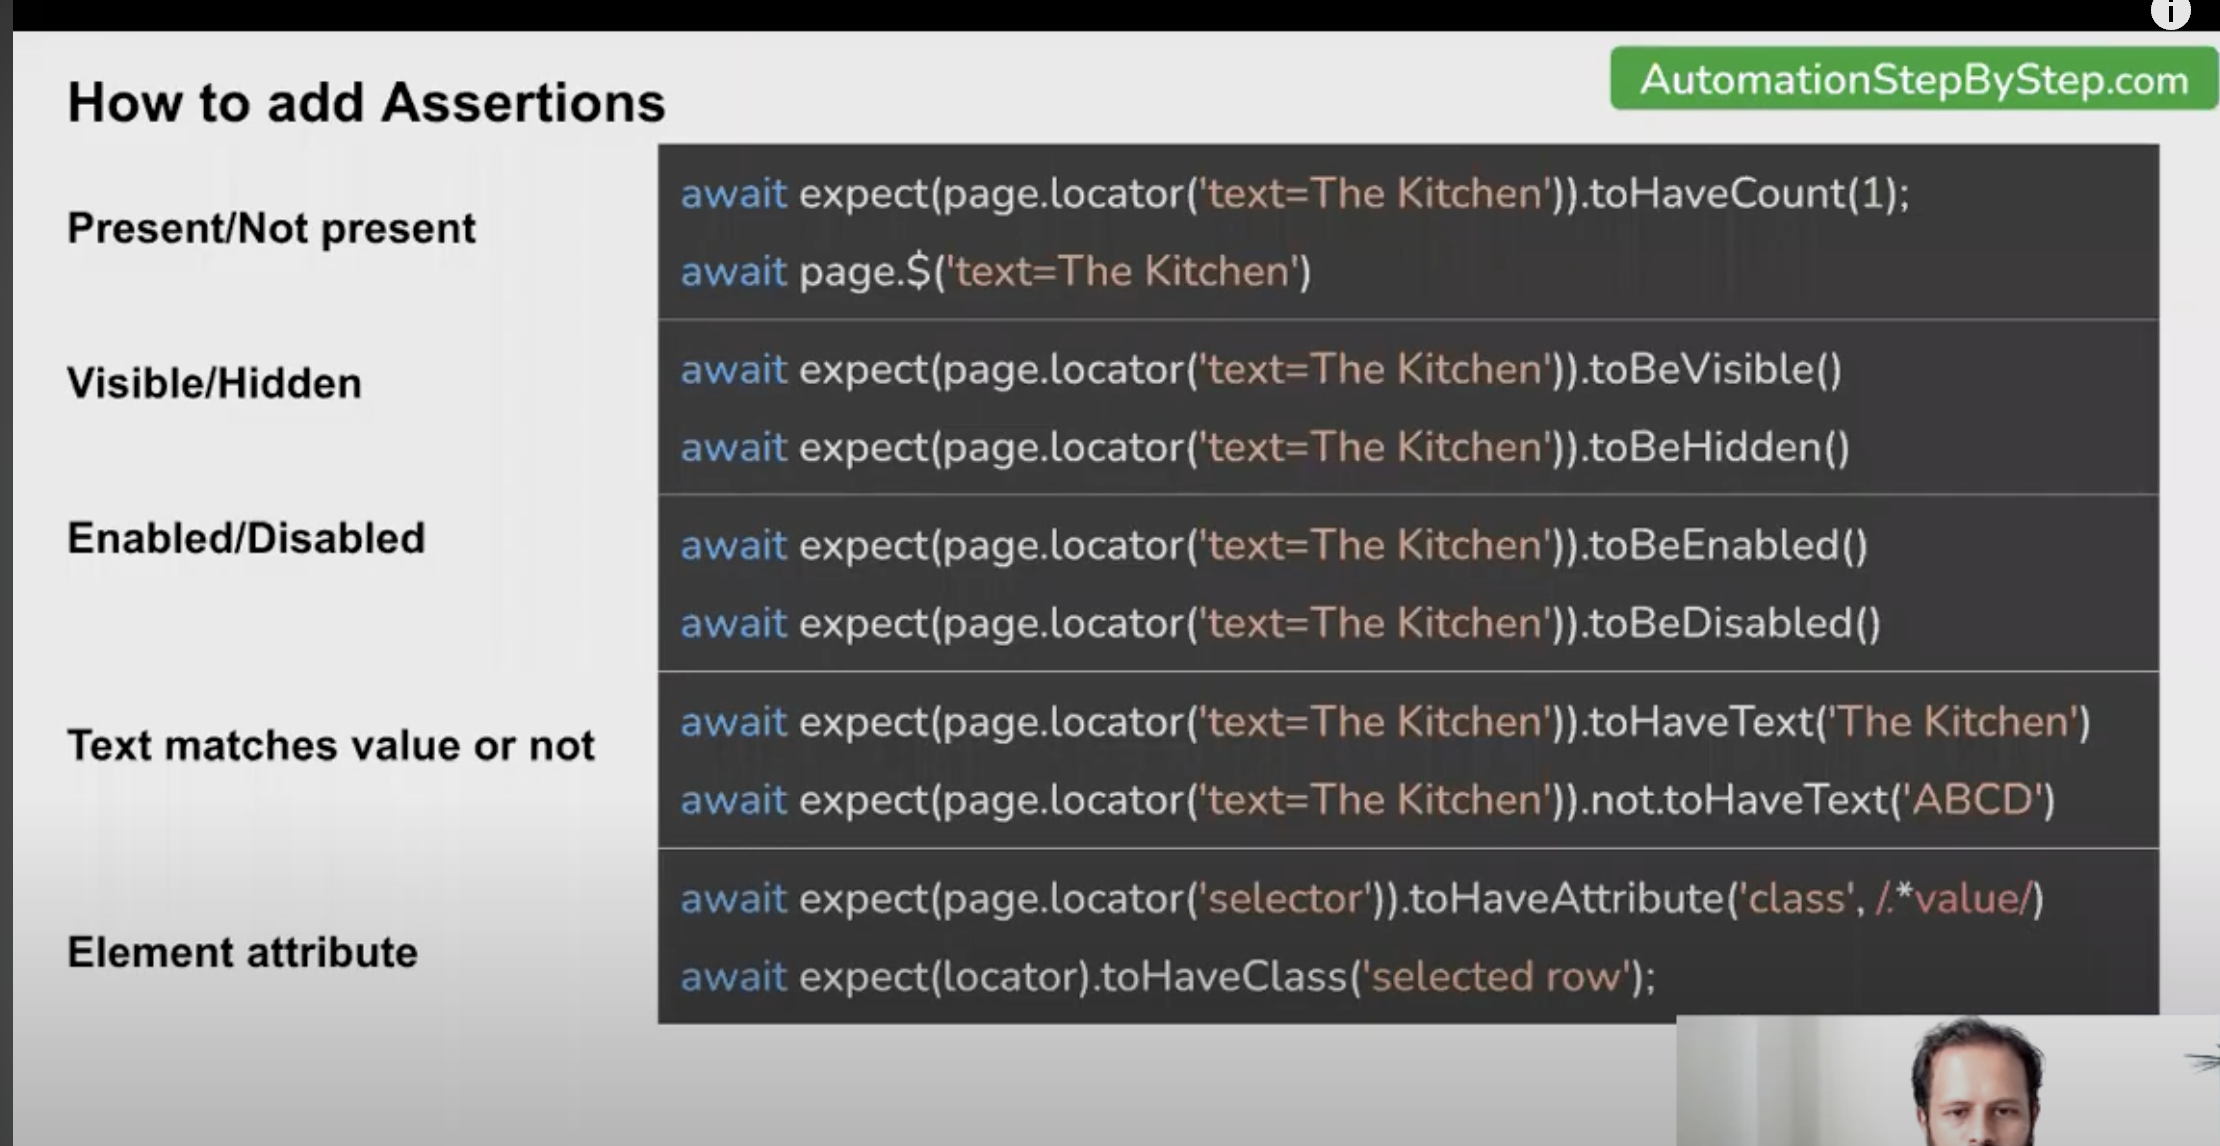 AutomationStepByStep.com
How to add Assertions
Present/Not present
await expect(page.locator('text=The Kitchen')).toHaveCount(1);
await page.$('text=The Kitchen')
Visible/Hidden
await expect(page.locator('text=The Kitchen')).toBeVisible()
await expect(page.locator('text=The Kitchen')).toBeHidden()
Enabled/Disabled
await expect(page.locator('text=The Kitchen')).toBeEnabled()
await expect(page.locator('text=The Kitchen')).toBeDisabled()
Text matches value or not
await expect(page.locator('text=The Kitchen')).toHaveText('The Kitchen')
await expect(page.locator('text=The Kitchen')).not.toHaveText('ABCD')
Element attribute
await expect(page.locator('selector')).toHaveAttribute('class', /.*value/)
await expect(locator).toHaveClass('selected row');